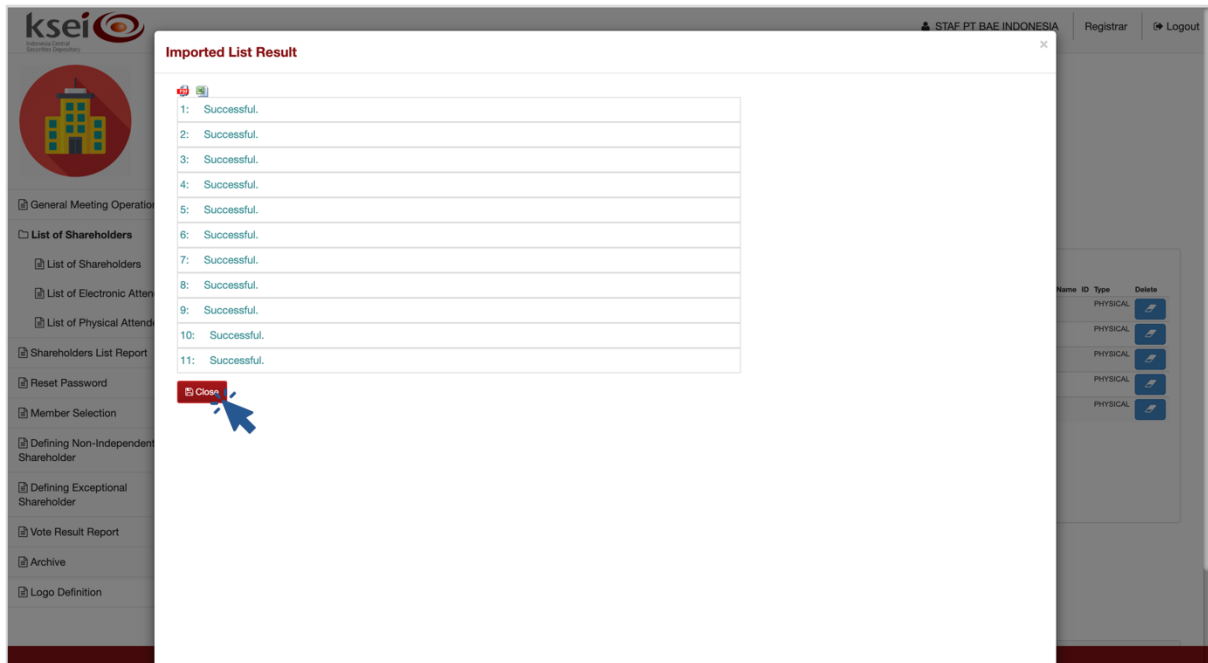 ksei
Indonesia Central
Securities Depository
STAF PT BAE INDONESIA
Registrar
Logout
Imported List Result
×
1: Successful.
2: Successful.
3: Successful.
4: Successful.
5: Successful.
6: Successful.
7: Successful.
8: Successful.
9: Successful.
10: Successful.
11: Successful.
Close
General Meeting Operation
List of Shareholders
List of Shareholders
List of Electronic Atten
List of Physical Attende
Shareholders List Report
Reset Password
Member Selection
Defining Non-Independent
Shareholder
Defining Exceptional
Shareholder
Vote Result Report
Archive
Logo Definition
Name ID Type Delete
PHYSICAL
PHYSICAL
PHYSICAL
PHYSICAL
PHYSICAL